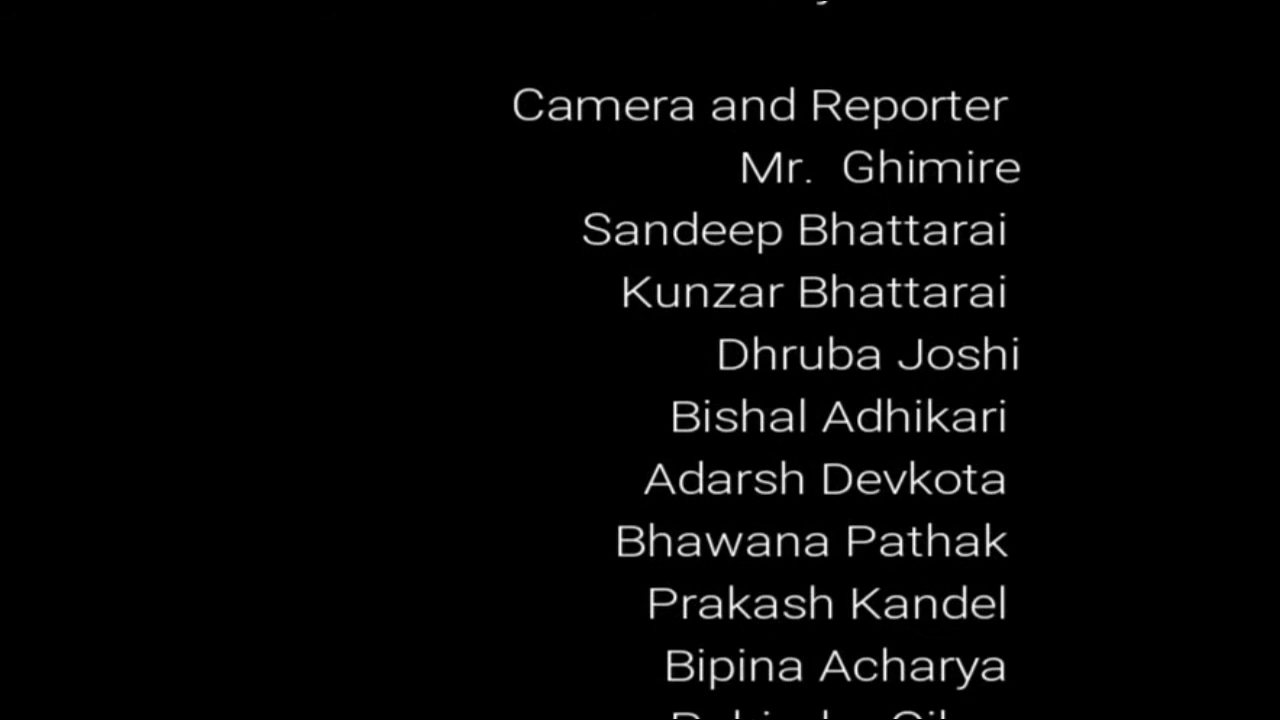 Camera and Reporter
Mr.  Ghimire
Sandeep Bhattarai
Kunzar Bhattarai
Dhruba Joshi
Bishal Adhikari
Adarsh Devkota
Bhawana Pathak
Prakash Kandel
Bipina Acharya